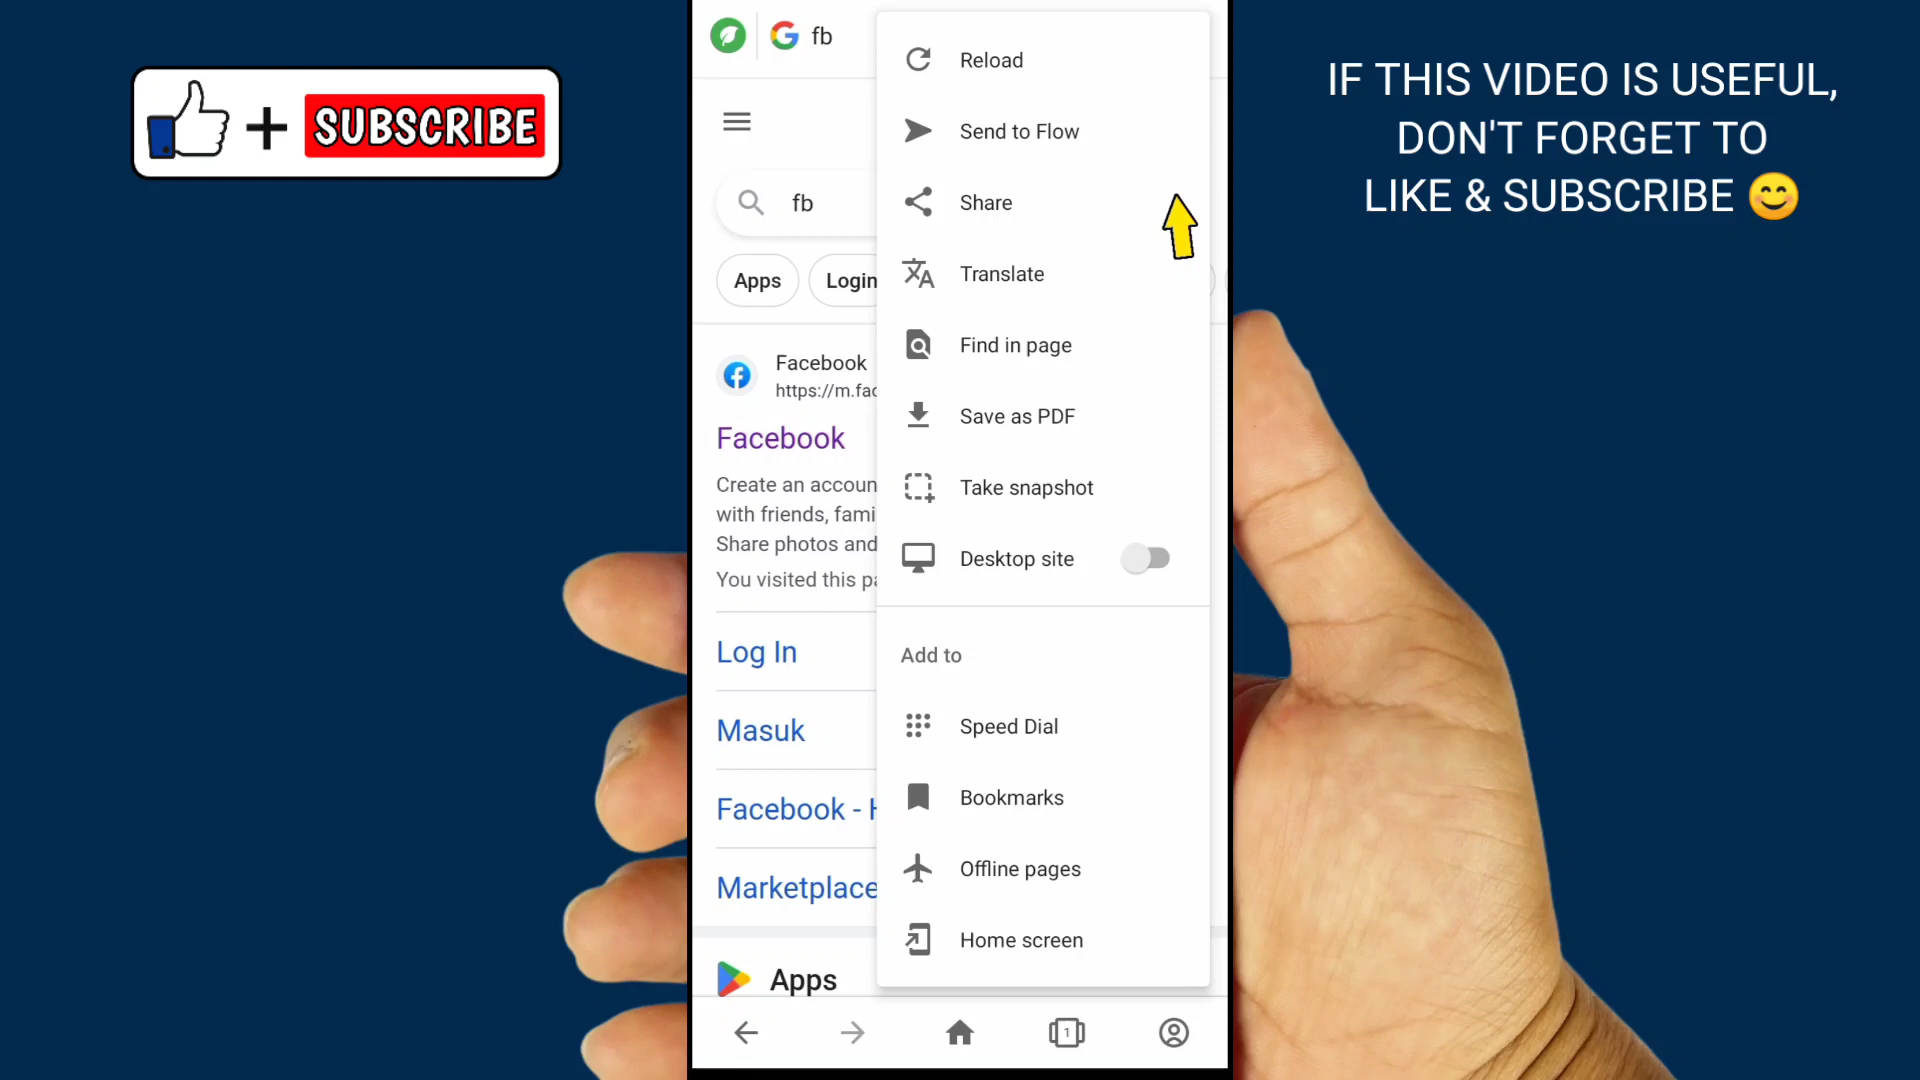 SUBSCRIBE
IF THIS VIDEO IS USEFUL,
DON'T FORGET TO
LIKE & SUBSCRIBE 😊
fb
fb
Apps
Login
Facebook
https://m.fac
Facebook
Create an accoun
with friends, fami
Share photos and
You visited this pa
Log In
Masuk
Facebook - H
Marketplace
Apps
Reload
Send to Flow
Share
Translate
Find in page
Save as PDF
Take snapshot
Desktop site
Add to
Speed Dial
Bookmarks
Offline pages
Home screen
1